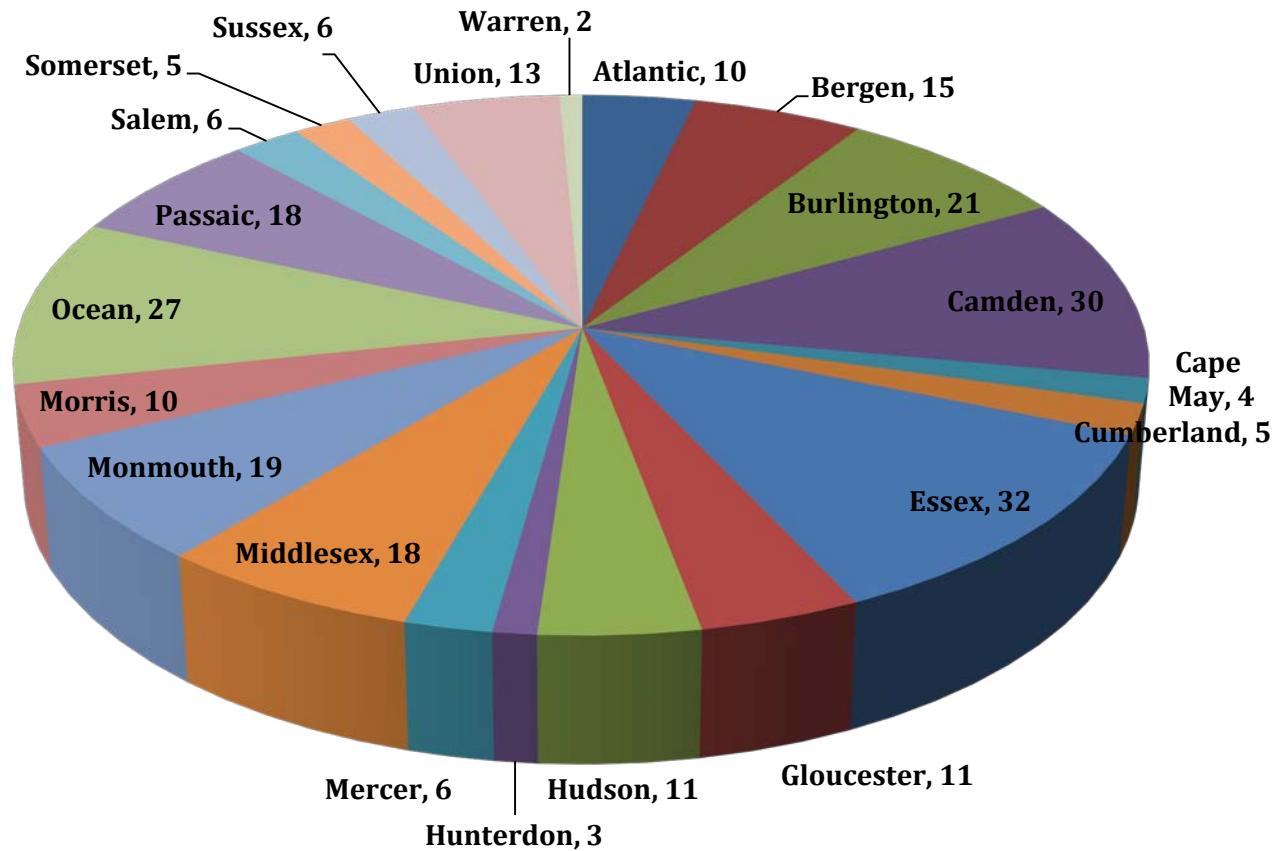 Warren, 2
Atlantic, 10
Bergen, 15
Burlington, 21
Camden, 30
Cape
May, 4
Cumberland, 5
Essex, 32
Gloucester, 11
Hudson, 11
Hunterdon, 3
Mercer, 6
Middlesex, 18
Monmouth, 19
Morris, 10
Ocean, 27
Passaic, 18
Salem, 6
Somerset, 5
Sussex, 6
Union, 13